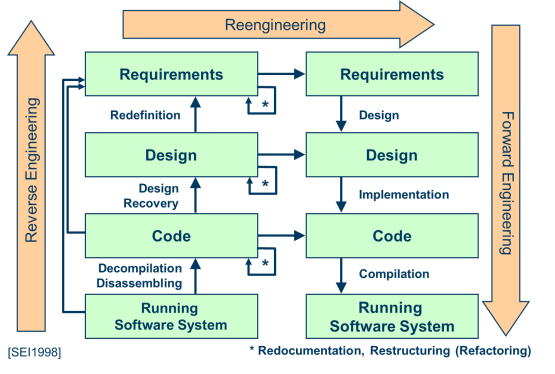 Reengineering
Reverse Engineering
Forward Engineering
Requirements
Requirements
*
Redefinition
Design
Design
Design
*
Design
Recovery
Implementation
Code
Code
*
Decompilation
Disassembling
Compilation
Running
Software System
Running
Software System
[SEI1998]
* Redocumentation, Restructuring (Refactoring)